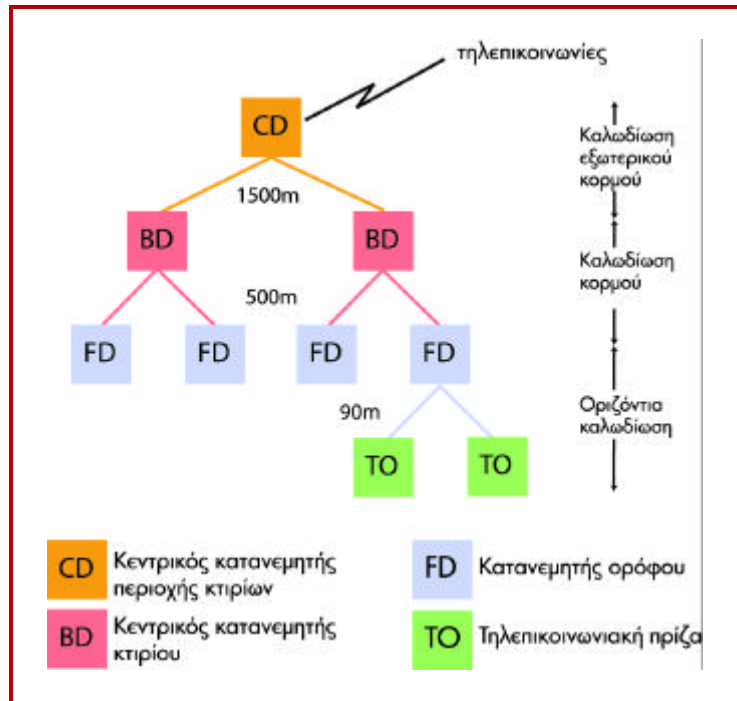 τηλεπικοινωνίες
CD
Καλωδίωση
εξωτερικού
κορμού
1500m
BD BD
Καλωδίωση
κορμού
500m
FD FD FD FD
90m
Οριζόντια
καλωδίωση
TO TO
CD Κεντρικός κατανεμητής
περιοχής κτιρίων
FD Κατανεμητής ορόφου
BD Κεντρικός κατανεμητής
κτιρίου
TO Τηλεπικοινωνιακή πρίζα